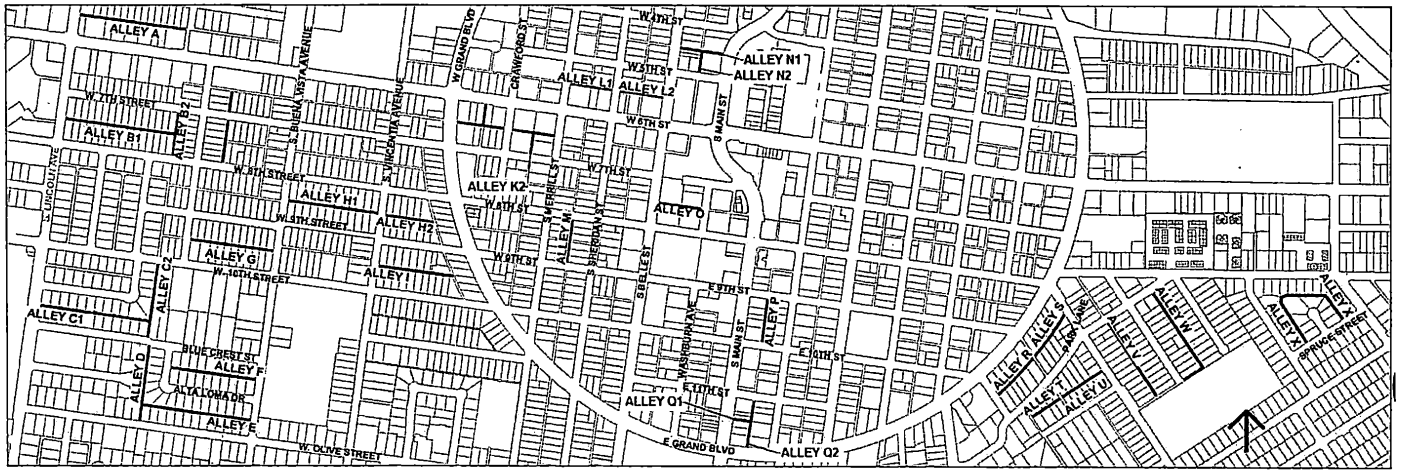 ALLEY A
W. 7TH STREET
ALLEY B1
ALLEY B2
S. BUENA VISTA AVENUE
S. VICENTIA AVENUE
W GRAND BLVD
CRAWFORD ST
W 4TH ST
W 5TH ST
ALLEY L1
ALLEY L2
ALLEY N1
ALLEY N2
W 6TH ST
S MAIN ST
W. 8TH STREET
ALLEY H1
W. 9TH STREET
ALLEY H2
ALLEY K2
W 8TH ST
W 7TH ST
S MERRILL ST
ALLEY M
S. SHERIDAN ST
ALLEY O
W 9TH ST
S BELLE ST
ALLEY G
W. 10TH STREET
ALLEY I
ALLEY C2
ALLEY C1
ALLEY D
BLUE CREST ST
ALLEY F
ALTA LOMA DR
ALLEY E
W. OLIVE STREET
E 9TH ST
S WASHBURN AVE
S MAIN ST
ALLEY P
E 10TH ST
E 11TH ST
ALLEY Q1
E GRAND BLVD
ALLEY Q2
ALLEY R
ALLEY S
PARK LANE
ALLEY T
ALLEY U
ALLEY V
ALLEY W
ALLEY X
ALLEY X
SPRUCE STREET